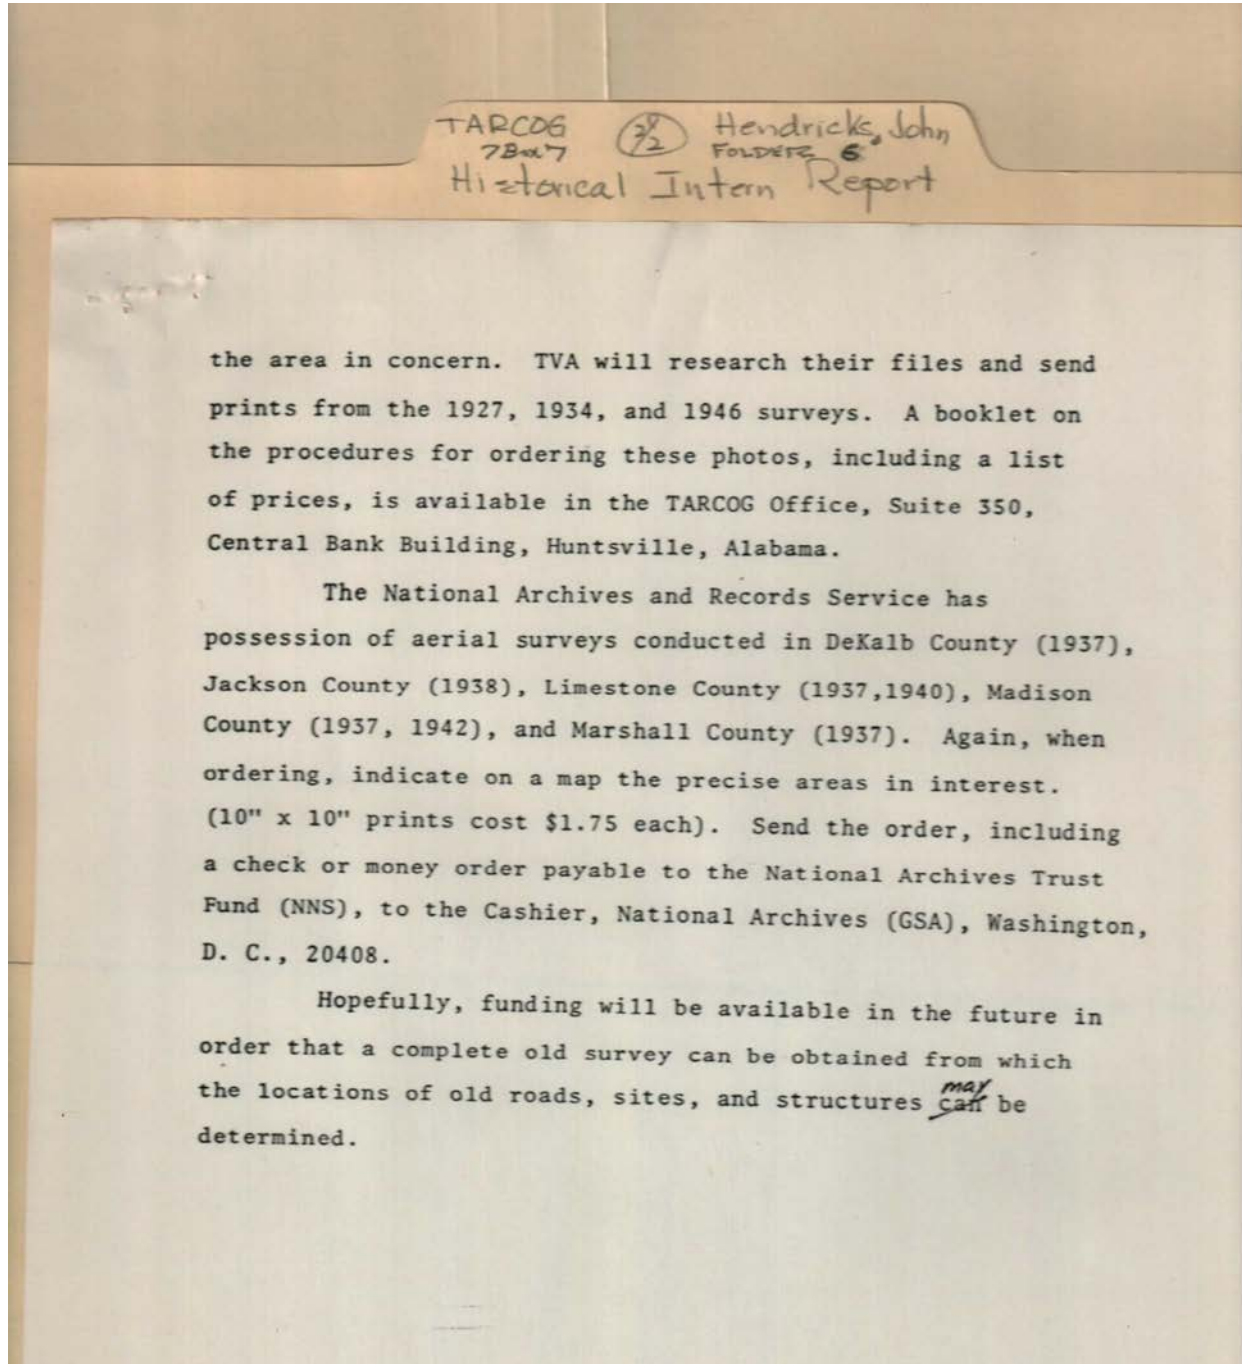 TARCOG 2 of 2 Hendricks, John
7Box7 FOLDER 6
Historical Intern Report
the area in concern. TVA will research their files and send
prints from the 1927, 1934, and 1946 surveys. A booklet on
the procedures for ordering these photos, including a list
of prices, is available in the TARCOG Office, Suite 350,
Central Bank Building, Huntsville, Alabama.
The National Archives and Records Service has
possession of aerial surveys conducted in DeKalb County (1937),
Jackson County (1938), Limestone County (1937,1940), Madison
County (1937, 1942), and Marshall County (1937). Again, when
ordering, indicate on a map the precise areas in interest.
(10" x 10" prints cost $1.75 each). Send the order, including
a check or money order payable to the National Archives Trust
Fund (NNS), to the Cashier, National Archives (GSA), Washington,
D. C., 20408.
Hopefully, funding will be available in the future in
order that a complete old survey can be obtained from which
may
the locations of old roads, sites, and structures can be
determined.